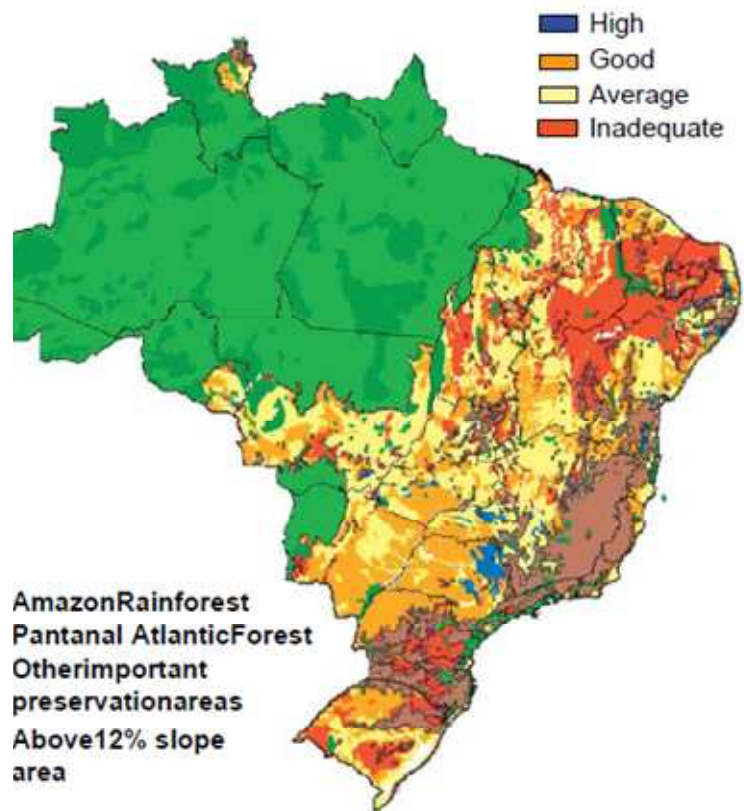 High
Good
Average
Inadequate
AmazonRainforest
Pantanal AtlanticForest
Otherimportant
preservationareas
Above12% slope
area